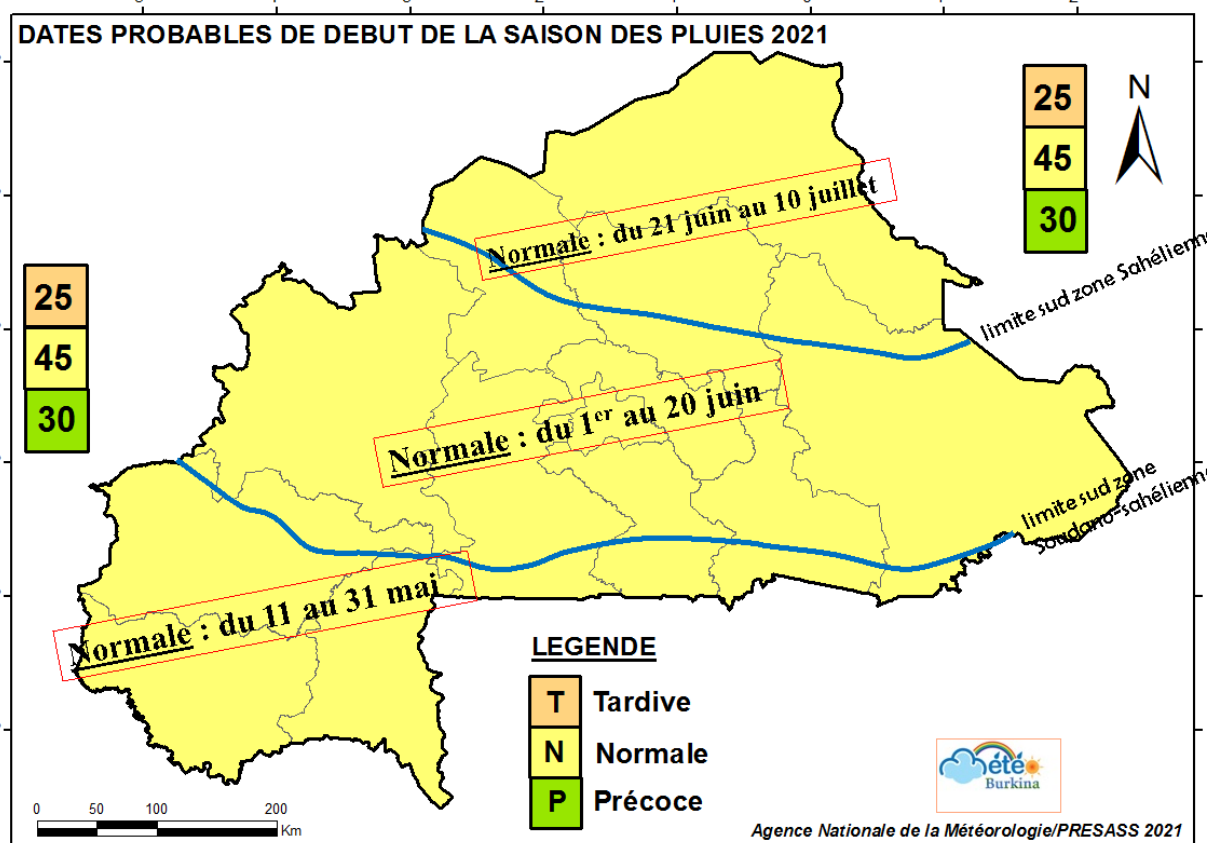 DATES PROBABLES DE DEBUT DE LA SAISON DES PLUIES 2021
25
45
30
N
Normale : du 21 juin au 10 juillet
limite sud zone Sahélienne
25
45
30
Normale : du 1er au 20 juin
limite sud zone
Soudano-sahélienne
Normale : du 11 au 31 mai
LEGENDE
T Tardive
N Normale
P Précoce
0 50 100 200
Km
Météo
Burkina
Agence Nationale de la Météorologie/PRESASS 2021